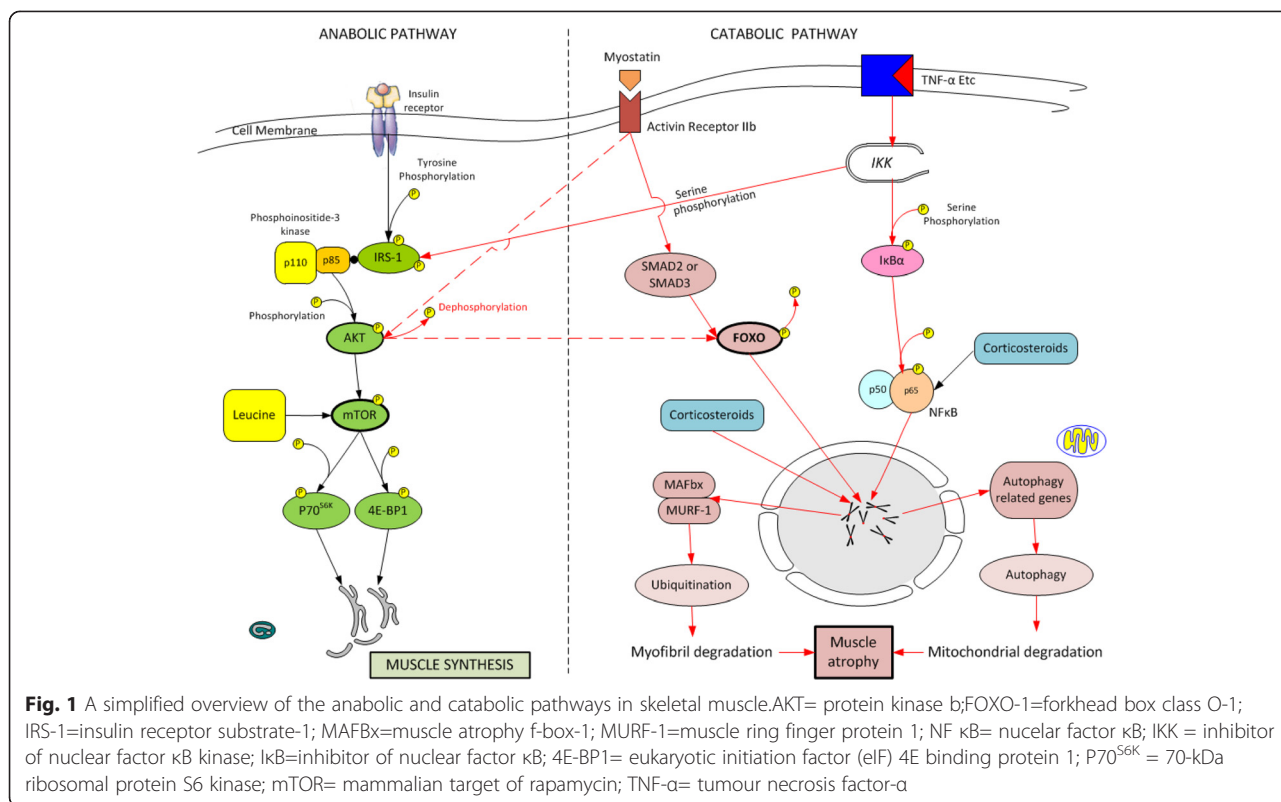 ANABOLIC PATHWAY
CATABOLIC PATHWAY
Myostatin
TNF-α Etc
Insulin
receptor
Cell Membrane
Activin Receptor IIb
IKK
Tyrosine
Phosphorylation
P
Serine
phosphorylation
P
Serine
Phosphorylation
Phosphoinositide-3
kinase
p110
p85
P
IRS-1
P
P
IκBα
SMAD2 or
SMAD3
P
P
Phosphorylation
P
Dephosphorylation
P
AKT
FOXO
P
P
Corticosteroids
P
p50
p65
NFκB
Leucine
P
mTOR
Corticosteroids
P
P
MAFbx
MURF-1
Autophagy
related genes
P
P70S6K
P
4E-BP1
Ubiquitination
Autophagy
MUSCLE SYNTHESIS
Myofibril degradation
Muscle
atrophy
Mitochondrial degradation
Fig. 1 A simplified overview of the anabolic and catabolic pathways in skeletal muscle.AKT= protein kinase b;FOXO-1=forkhead box class O-1;
IRS-1=insulin receptor substrate-1; MAFBx=muscle atrophy f-box-1; MURF-1=muscle ring finger protein 1; NF κB= nucelar factor κB; IKK = inhibitor
of nuclear factor κB kinase; IκB=inhibitor of nuclear factor κB; 4E-BP1= eukaryotic initiation factor (eIF) 4E binding protein 1; P70S6K = 70-kDa
ribosomal protein S6 kinase; mTOR= mammalian target of rapamycin; TNF-α= tumour necrosis factor-α